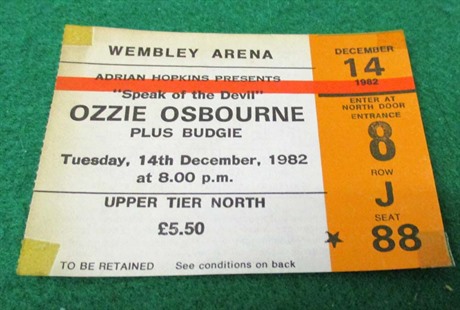 WEMBLEY ARENA
ADRIAN HOPKINS PRESENTS
"Speak of the Devil"
OZZIE OSBOURNE
PLUS BUDGIE
Tuesday, 14th December, 1982
at 8.00 p.m.
UPPER TIER NORTH
£5.50
TO BE RETAINED See conditions on back
DECEMBER
14
1982
ENTER AT
NORTH DOOR
ENTRANCE
8
ROW
J
SEAT
88